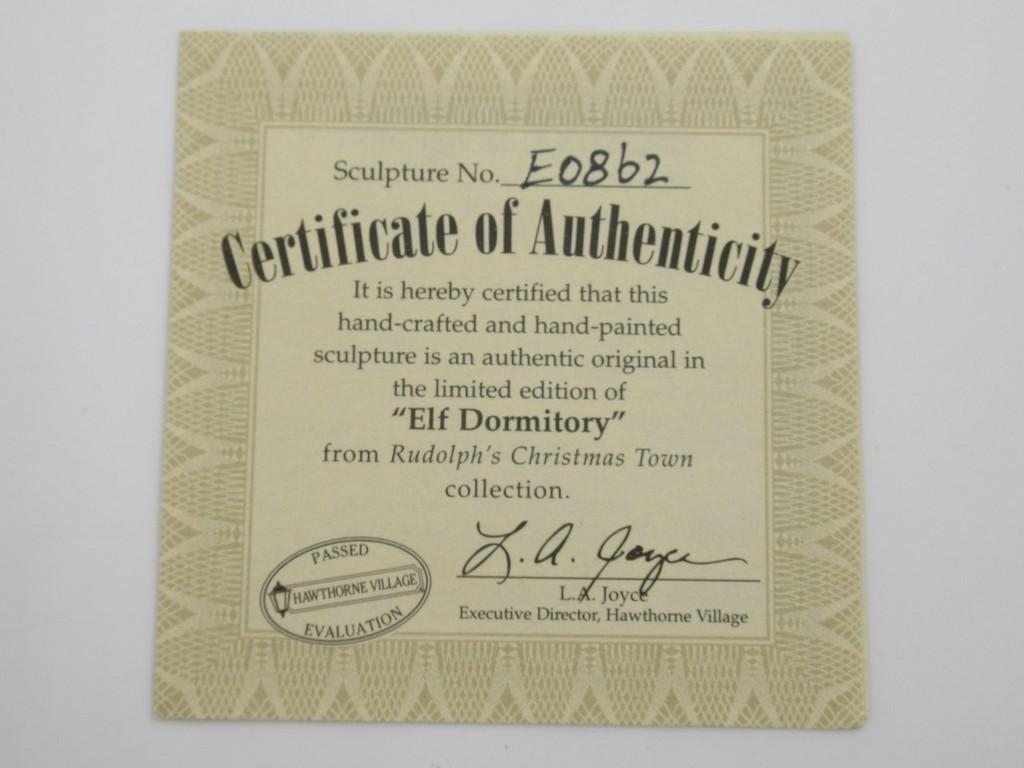 Sculpture No. E0862
Certificate of Authenticity
It is hereby certified that this
hand-crafted and hand-painted
sculpture is an authentic original in
the limited edition of
"Elf Dormitory"
from Rudolph's Christmas Town
collection.
PASSED
HAWTHORNE VILLAGE
EVALUATION
L. A. Joyce
L.A. Joyce
Executive Director, Hawthorne Village